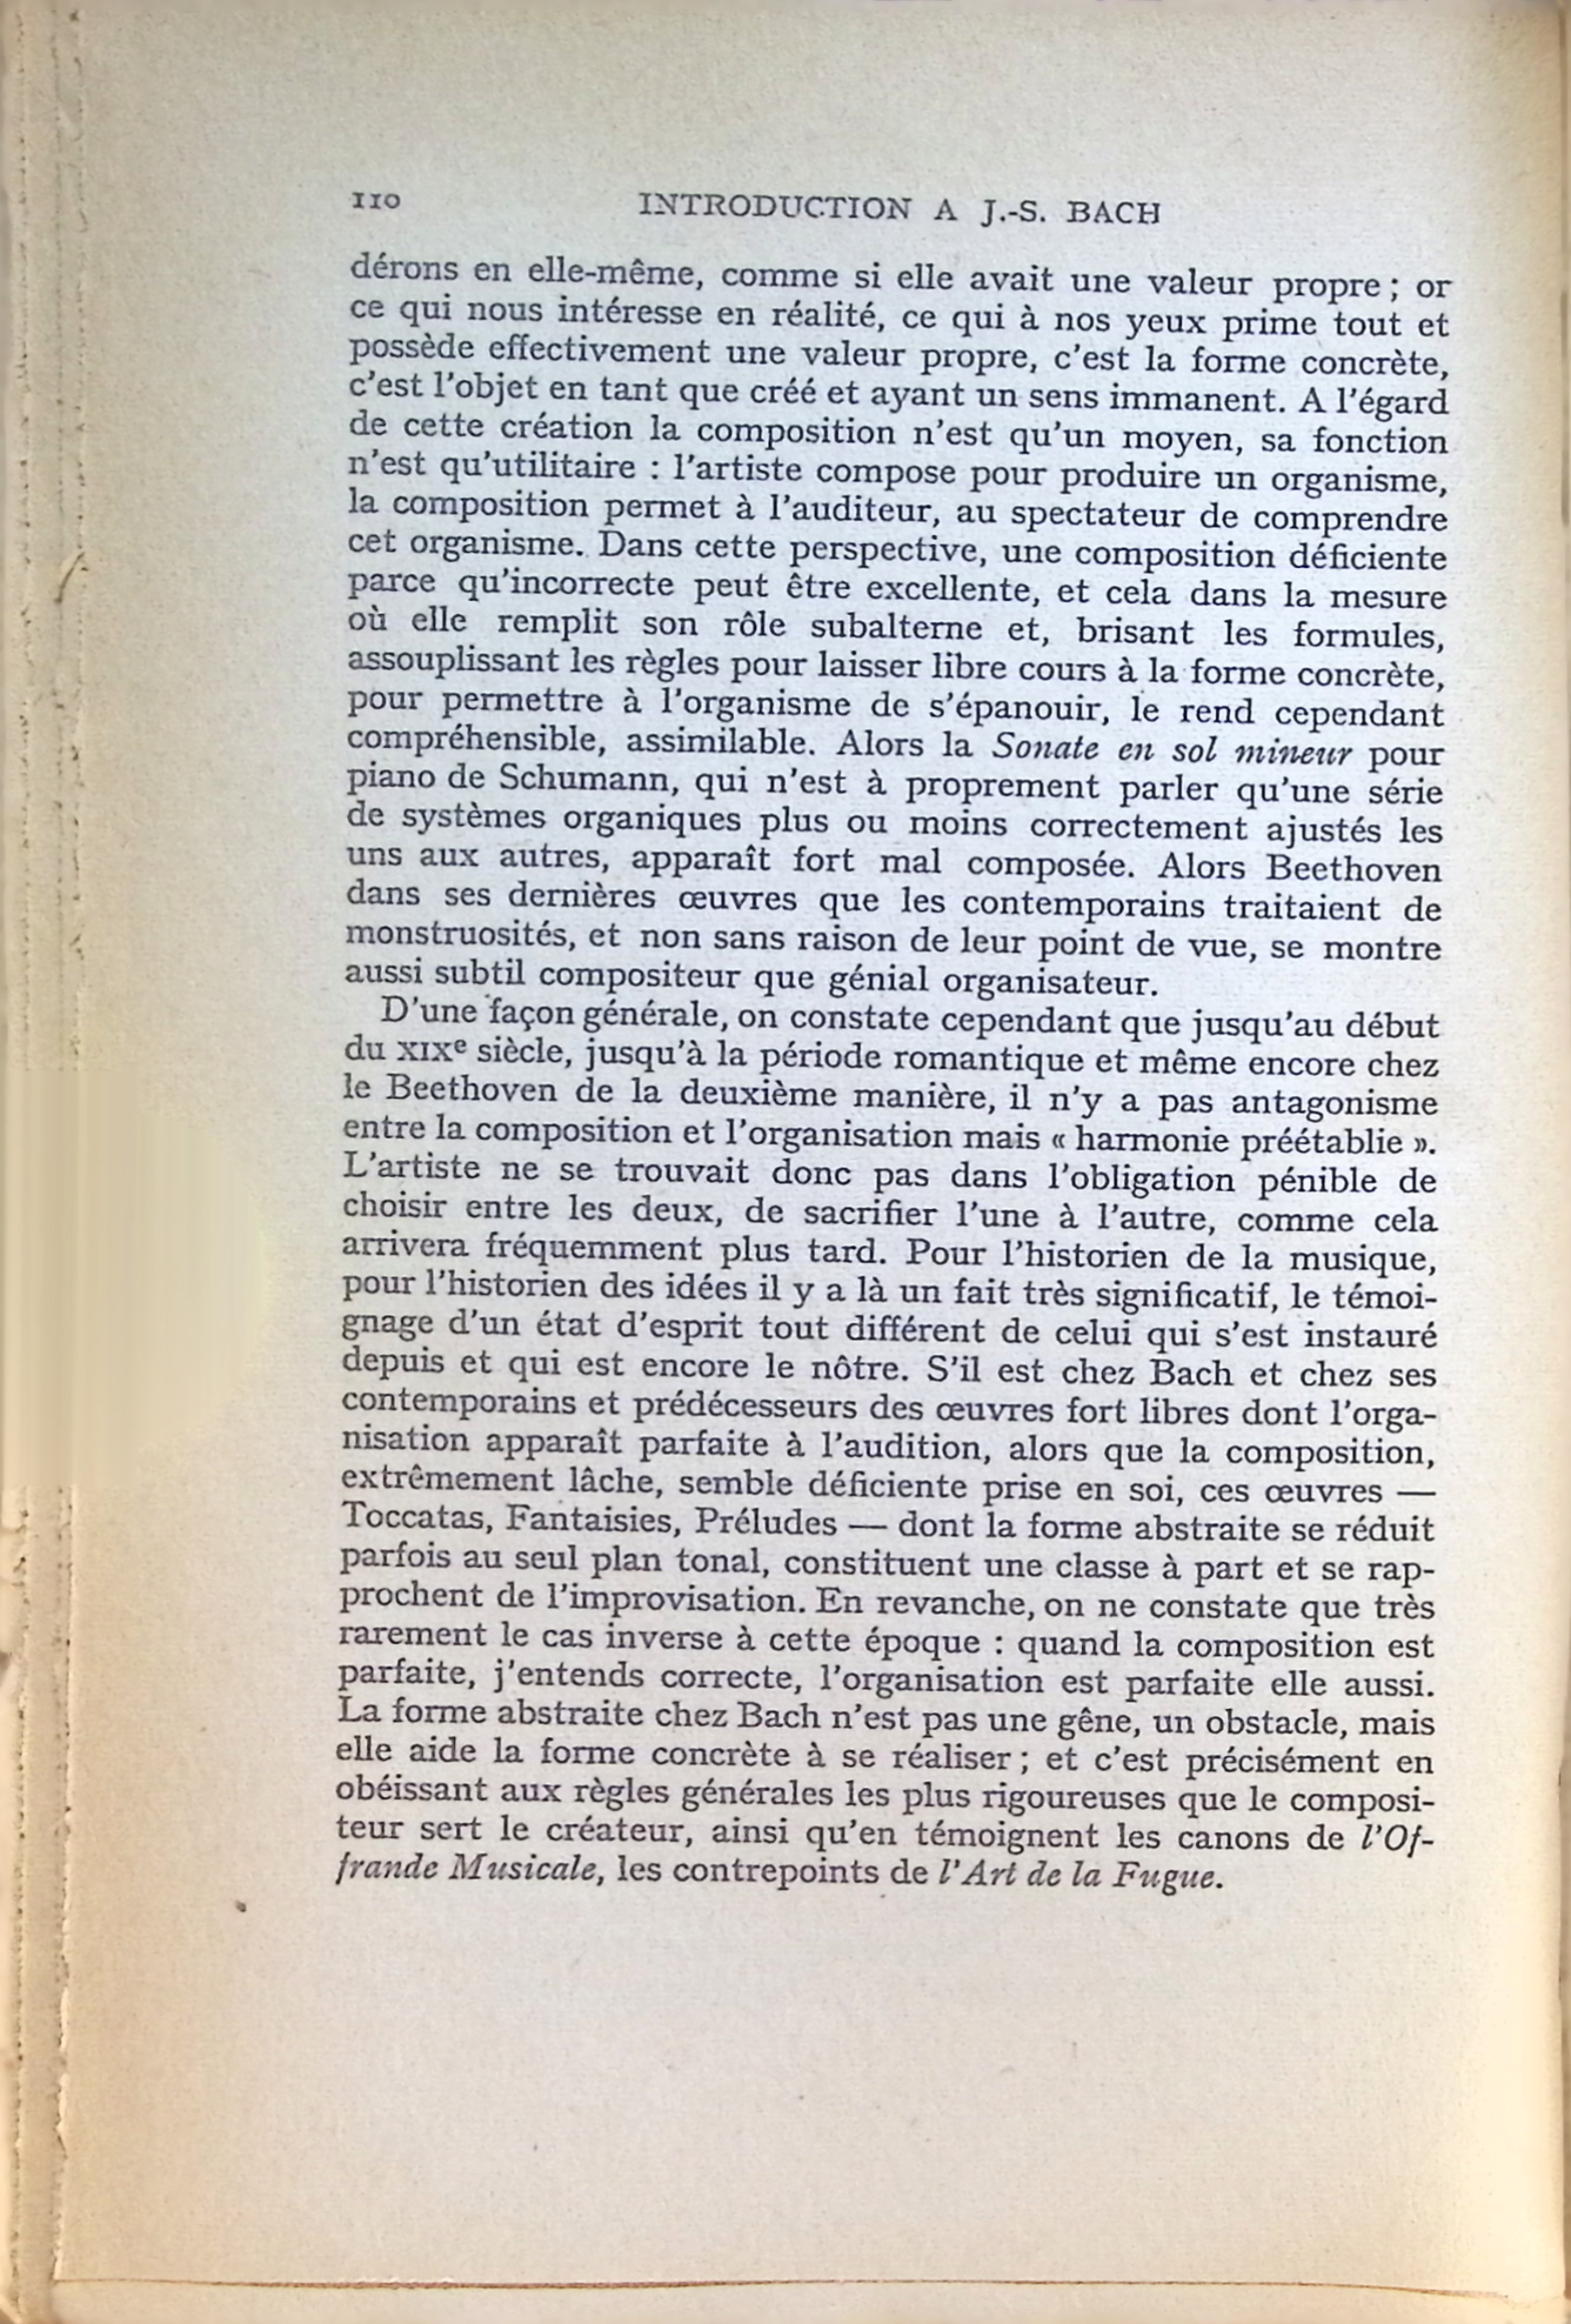 110 INTRODUCTION A J.-S. BACH
dérons en elle-même, comme si elle avait une valeur propre ; or
ce qui nous intéresse en réalité, ce qui à nos yeux prime tout et
possède effectivement une valeur propre, c'est la forme concrète,
c'est l'objet en tant que créé et ayant un sens immanent. A l'égard
de cette création la composition n'est qu'un moyen, sa fonction
n'est qu'utilitaire : l'artiste compose pour produire un organisme,
la composition permet à l'auditeur, au spectateur de comprendre
cet organisme. Dans cette perspective, une composition déficiente
parce qu'incorrecte peut être excellente, et cela dans la mesure
où elle remplit son rôle subalterne et, brisant les formules,
assouplissant les règles pour laisser libre cours à la forme concrète,
pour permettre à l'organisme de s'épanouir, le rend cependant
compréhensible, assimilable. Alors la Sonate en sol mineur pour
piano de Schumann, qui n'est à proprement parler qu'une série
de systèmes organiques plus ou moins correctement ajustés les
uns aux autres, apparaît fort mal composée. Alors Beethoven
dans ses dernières œuvres que les contemporains traitaient de
monstruosités, et non sans raison de leur point de vue, se montre
aussi subtil compositeur que génial organisateur.
D'une façon générale, on constate cependant que jusqu'au début
du XIXe siècle, jusqu'à la période romantique et même encore chez
le Beethoven de la deuxième manière, il n'y a pas antagonisme
entre la composition et l'organisation mais « harmonie préétablie ».
L'artiste ne se trouvait donc pas dans l'obligation pénible de
choisir entre les deux, de sacrifier l'une à l'autre, comme cela
arrivera fréquemment plus tard. Pour l'historien de la musique,
pour l'historien des idées il y a là un fait très significatif, le témoi-
gnage d'un état d'esprit tout différent de celui qui s'est instauré
depuis et qui est encore le nôtre. S'il est chez Bach et chez ses
contemporains et prédécesseurs des œuvres fort libres dont l'orga-
nisation apparaît parfaite à l'audition, alors que la composition,
extrêmement lâche, semble déficiente prise en soi, ces œuvres —
Toccatas, Fantaisies, Préludes — dont la forme abstraite se réduit
parfois au seul plan tonal, constituent une classe à part et se rap-
prochent de l'improvisation. En revanche, on ne constate que très
rarement le cas inverse à cette époque : quand la composition est
parfaite, j'entends correcte, l'organisation est parfaite elle aussi.
La forme abstraite chez Bach n'est pas une gêne, un obstacle, mais
elle aide la forme concrète à se réaliser ; et c'est précisément en
obéissant aux règles générales les plus rigoureuses que le composi-
teur sert le créateur, ainsi qu'en témoignent les canons de l'Of-
frande Musicale, les contrepoints de l'Art de la Fugue.